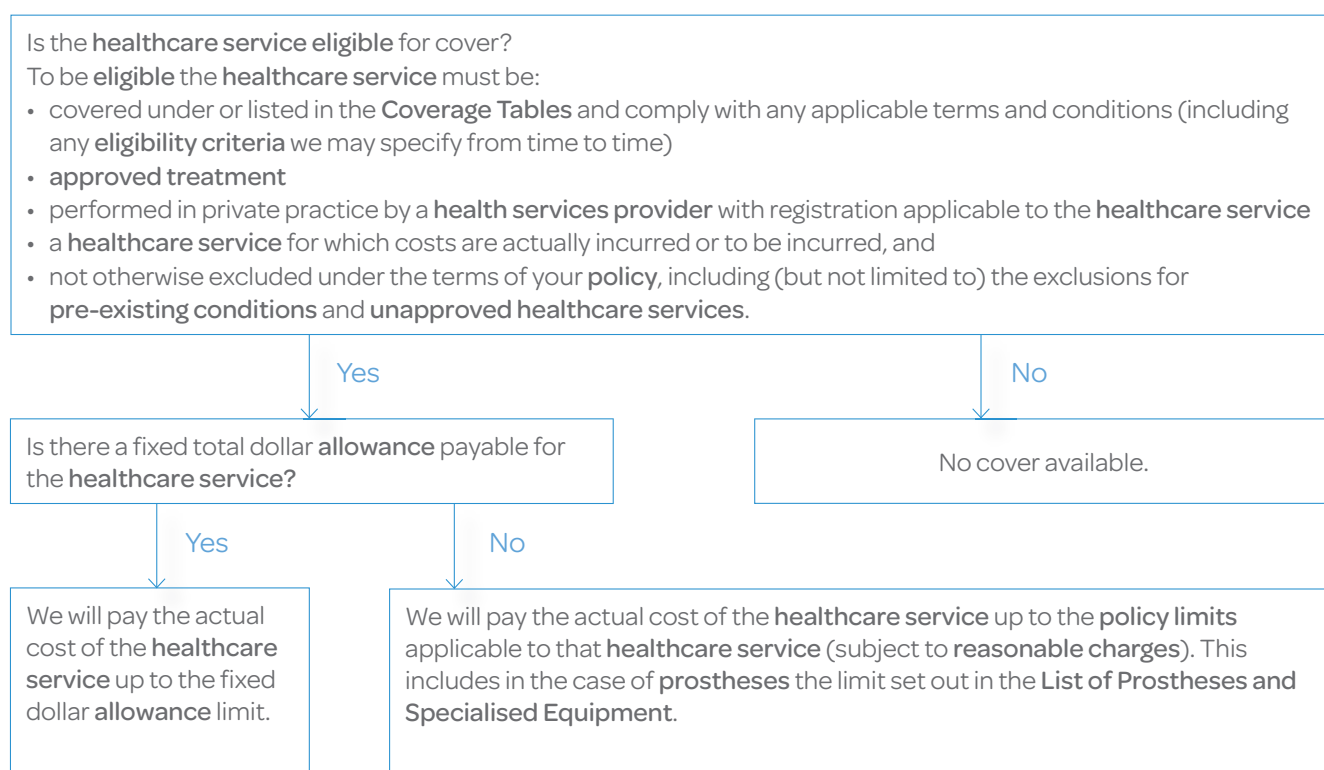 Is the healthcare service eligible for cover?
To be eligible the healthcare service must be:
• covered under or listed in the Coverage Tables and comply with any applicable terms and conditions (including
any eligibility criteria we may specify from time to time)
• approved treatment
• performed in private practice by a health services provider with registration applicable to the healthcare service
• a healthcare service for which costs are actually incurred or to be incurred, and
• not otherwise excluded under the terms of your policy, including (but not limited to) the exclusions for
pre-existing conditions and unapproved healthcare services.
Yes
No
Is there a fixed total dollar allowance payable for
the healthcare service?
No cover available.
Yes
No
We will pay the actual
cost of the healthcare
service up to the fixed
dollar allowance limit.
We will pay the actual cost of the healthcare service up to the policy limits
applicable to that healthcare service (subject to reasonable charges). This
includes in the case of prostheses the limit set out in the List of Prostheses and
Specialised Equipment.